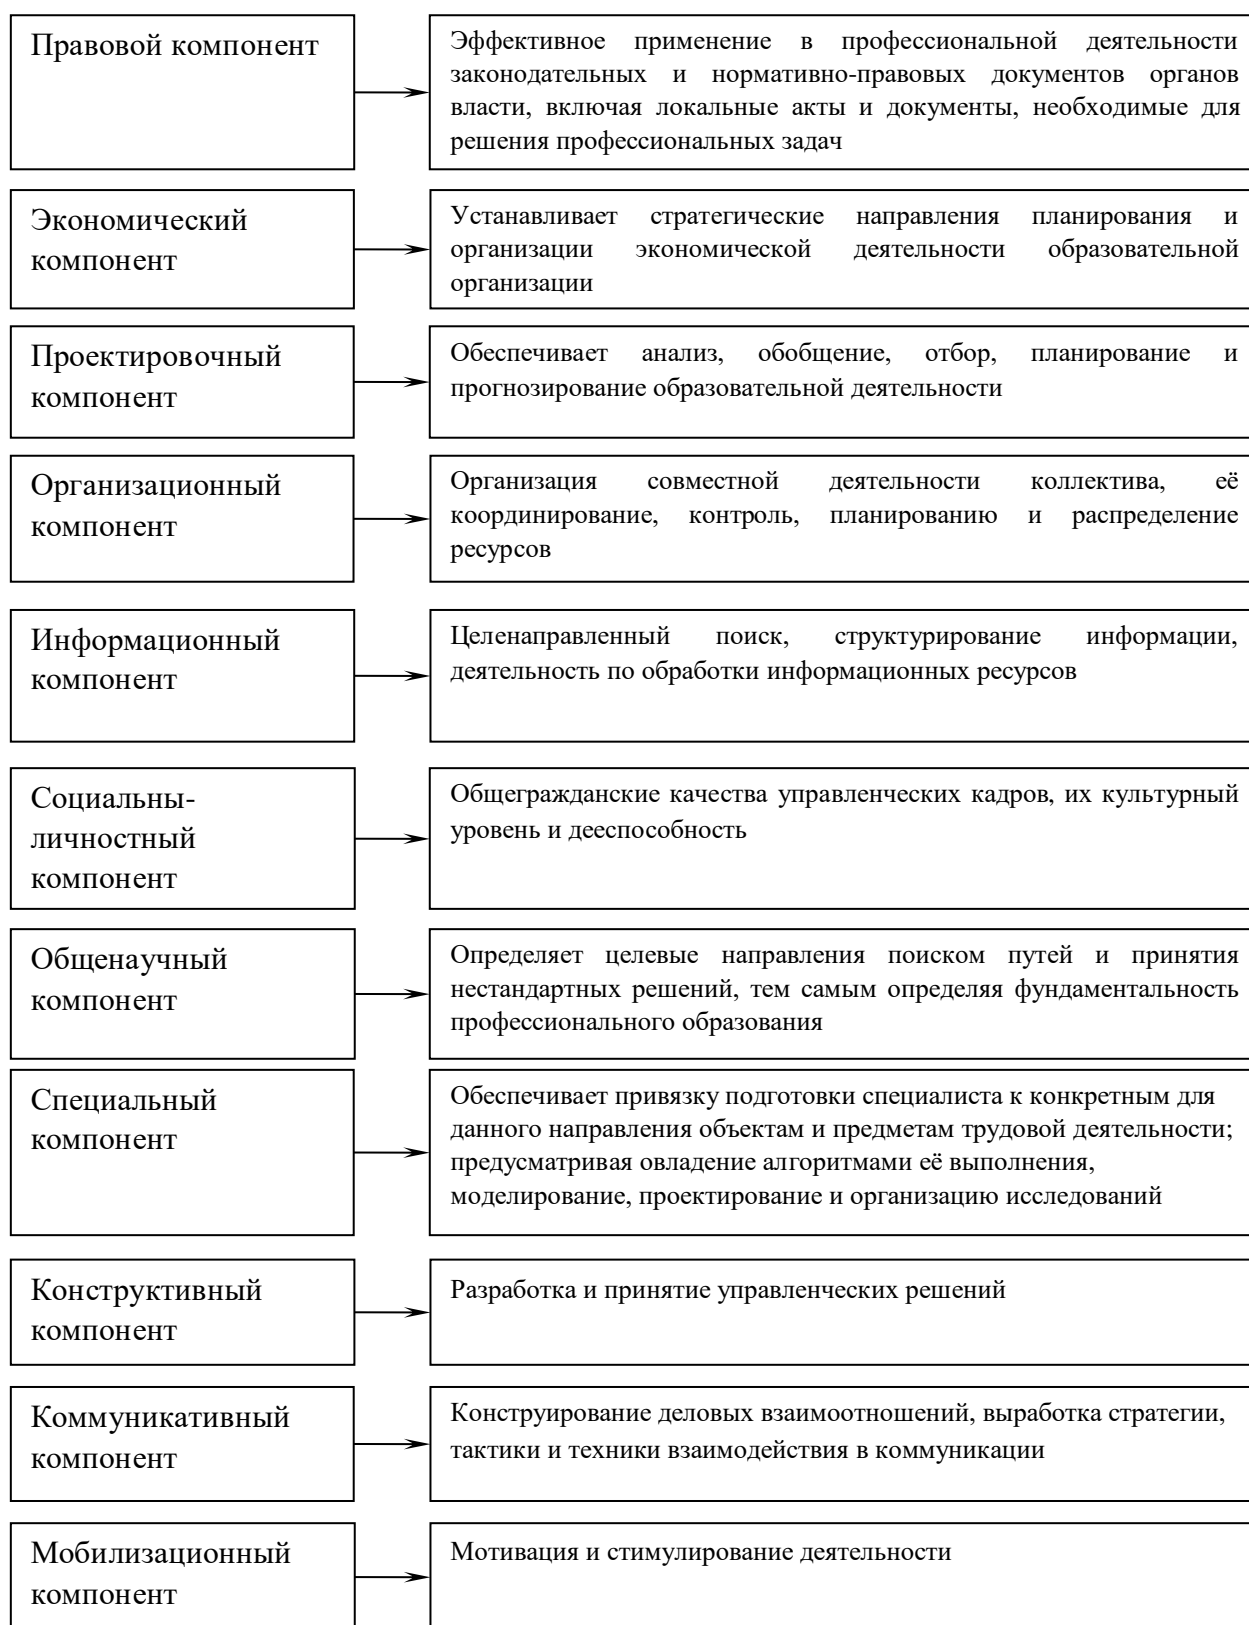 Правовой компонент
Эффективное применение в профессиональной деятельности
законодательных и нормативно-правовых документов органов
власти, включая локальные акты и документы, необходимые для
решения профессиональных задач
Экономический
компонент
Устанавливает стратегические направления планирования и
организации экономической деятельности образовательной
организации
Проектировочный
компонент
Обеспечивает анализ, обобщение, отбор, планирование и
прогнозирование образовательной деятельности
Организационный
компонент
Организация совместной деятельности коллектива, её
координирование, контроль, планированию и распределение
ресурсов
Информационный
компонент
Целенаправленный поиск, структурирование информации,
деятельность по обработки информационных ресурсов
Социальны-
личностный
компонент
Общегражданские качества управленческих кадров, их культурный
уровень и дееспособность
Общенаучный
компонент
Определяет целевые направления поиском путей и принятия
нестандартных решений, тем самым определяя фундаментальность
профессионального образования
Специальный
компонент
Обеспечивает привязку подготовки специалиста к конкретным для
данного направления объектам и предметам трудовой деятельности;
предусматривая овладение алгоритмами её выполнения,
моделирование, проектирование и организацию исследований
Конструктивный
компонент
Разработка и принятие управленческих решений
Коммуникативный
компонент
Конструирование деловых взаимоотношений, выработка стратегии,
тактики и техники взаимодействия в коммуникации
Мобилизационный
компонент
Мотивация и стимулирование деятельности